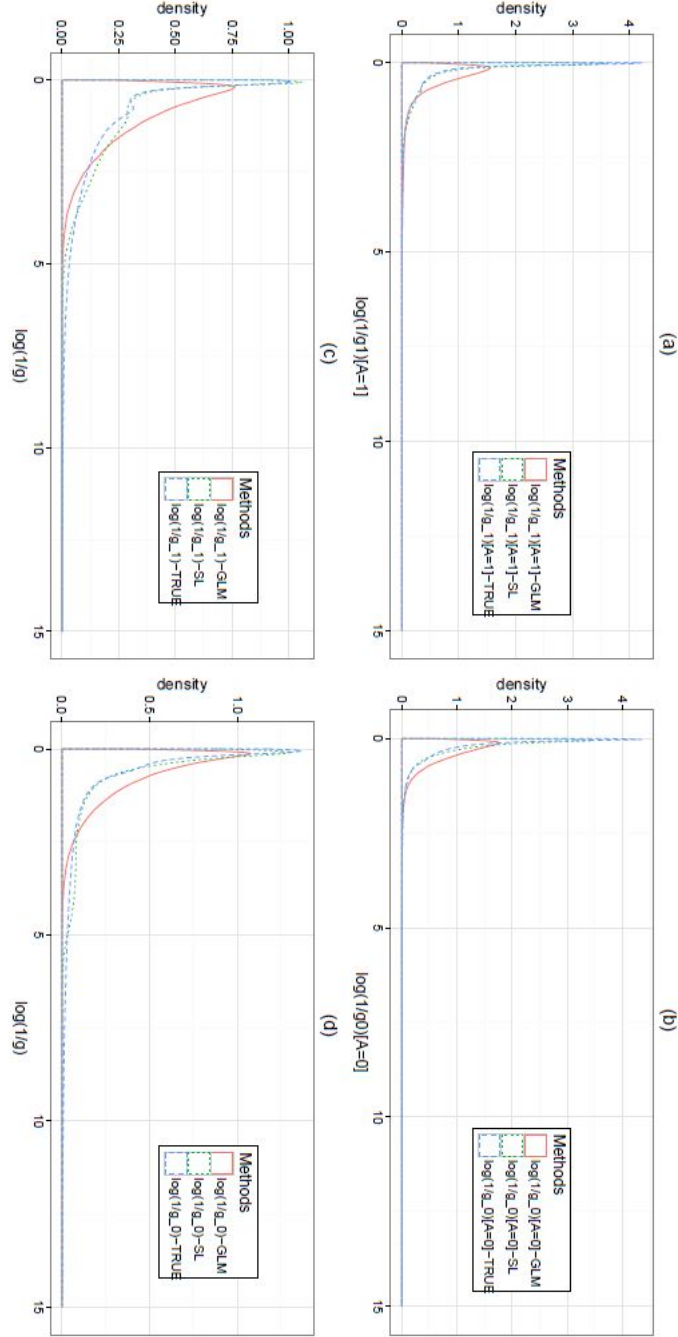 (a)
density
0
1
2
3
4
0
5
10
15
log(1/g1)[A=1]
Methods
log(1/g_1)[A=1]−GLM
log(1/g_1)[A=1]−SL
log(1/g_1)[A=1]−TRUE
(b)
density
0
1
2
3
4
0
5
10
15
log(1/g0)[A=0]
Methods
log(1/g_0)[A=0]−GLM
log(1/g_0)[A=0]−SL
log(1/g_0)[A=0]−TRUE
(c)
density
0.00
0.25
0.50
0.75
1.00
0
5
10
15
log(1/g)
Methods
log(1/g_1)−GLM
log(1/g_1)−SL
log(1/g_1)−TRUE
(d)
density
0.0
0.5
1.0
0
5
10
15
log(1/g)
Methods
log(1/g_0)−GLM
log(1/g_0)−SL
log(1/g_0)−TRUE